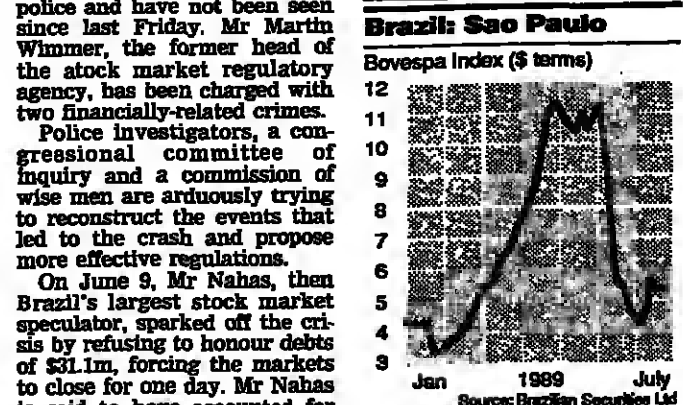 police and have not been seen
since last Friday. Mr Martin
Wimmer, the former head of
the atock market regulatory
agency, has been charged with
two financially-related crimes.
Police investigators, a con-
gressional committee of
inquiry and a commission of
wise men are arduously trying
to reconstruct the events that
led to the crash and propose
more effective regulations.
On June 9, Mr Nahas, then
Brazil's largest stock market
speculator, sparked off the cri-
sis by refusing to honour debts
of $31.1m, forcing the markets
to close for one day. Mr Nahas
is said to have accounted for
Brazil: Sao Paulo
Bovespa Index ($ terms)
12
11
10
9
8
7
6
5
4
3
Jan 1989 July
Source: Brazilian Securities Ltd